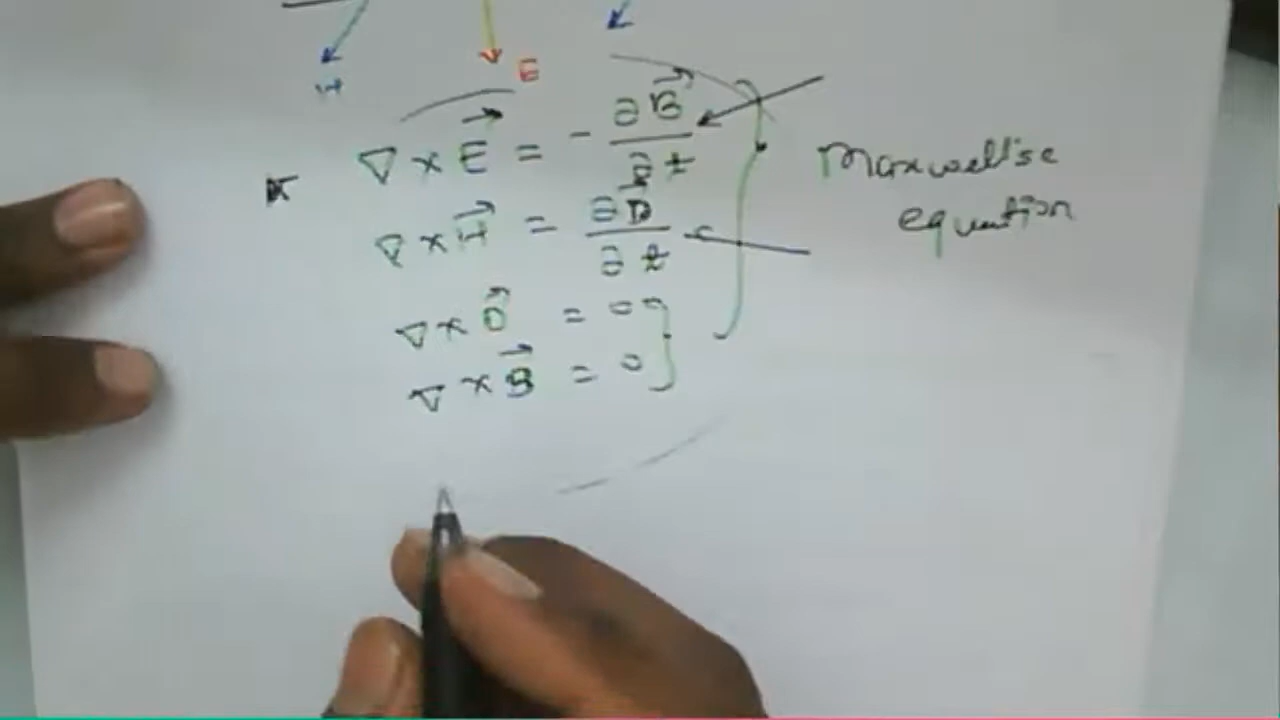 H E
∇ × E⃗ = - ∂B⃗ / ∂t
Maxwell'se
equation
∇ × H⃗ = ∂D⃗ / ∂t
∇ × D⃗ = 0
∇ × B⃗ = 0